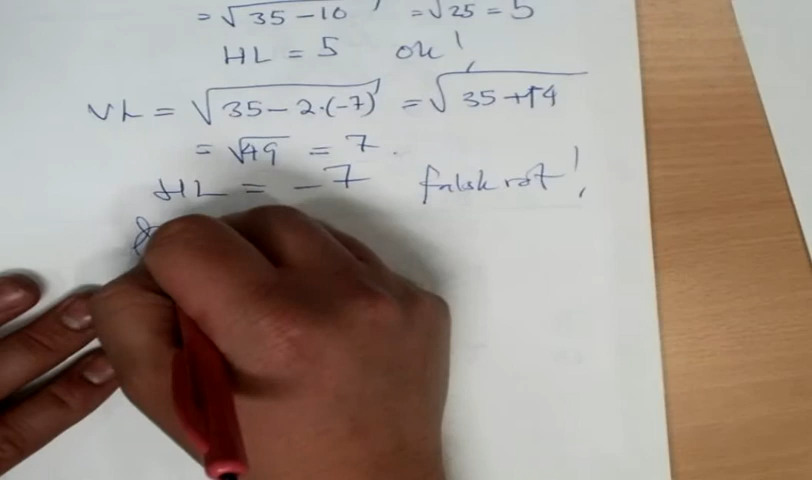 = √35-10 = √25 = 5
HL = 5 ok!
VL = √35-2·(-7) = √35+14
= √49 = 7.
HL = -7 falsk rot!